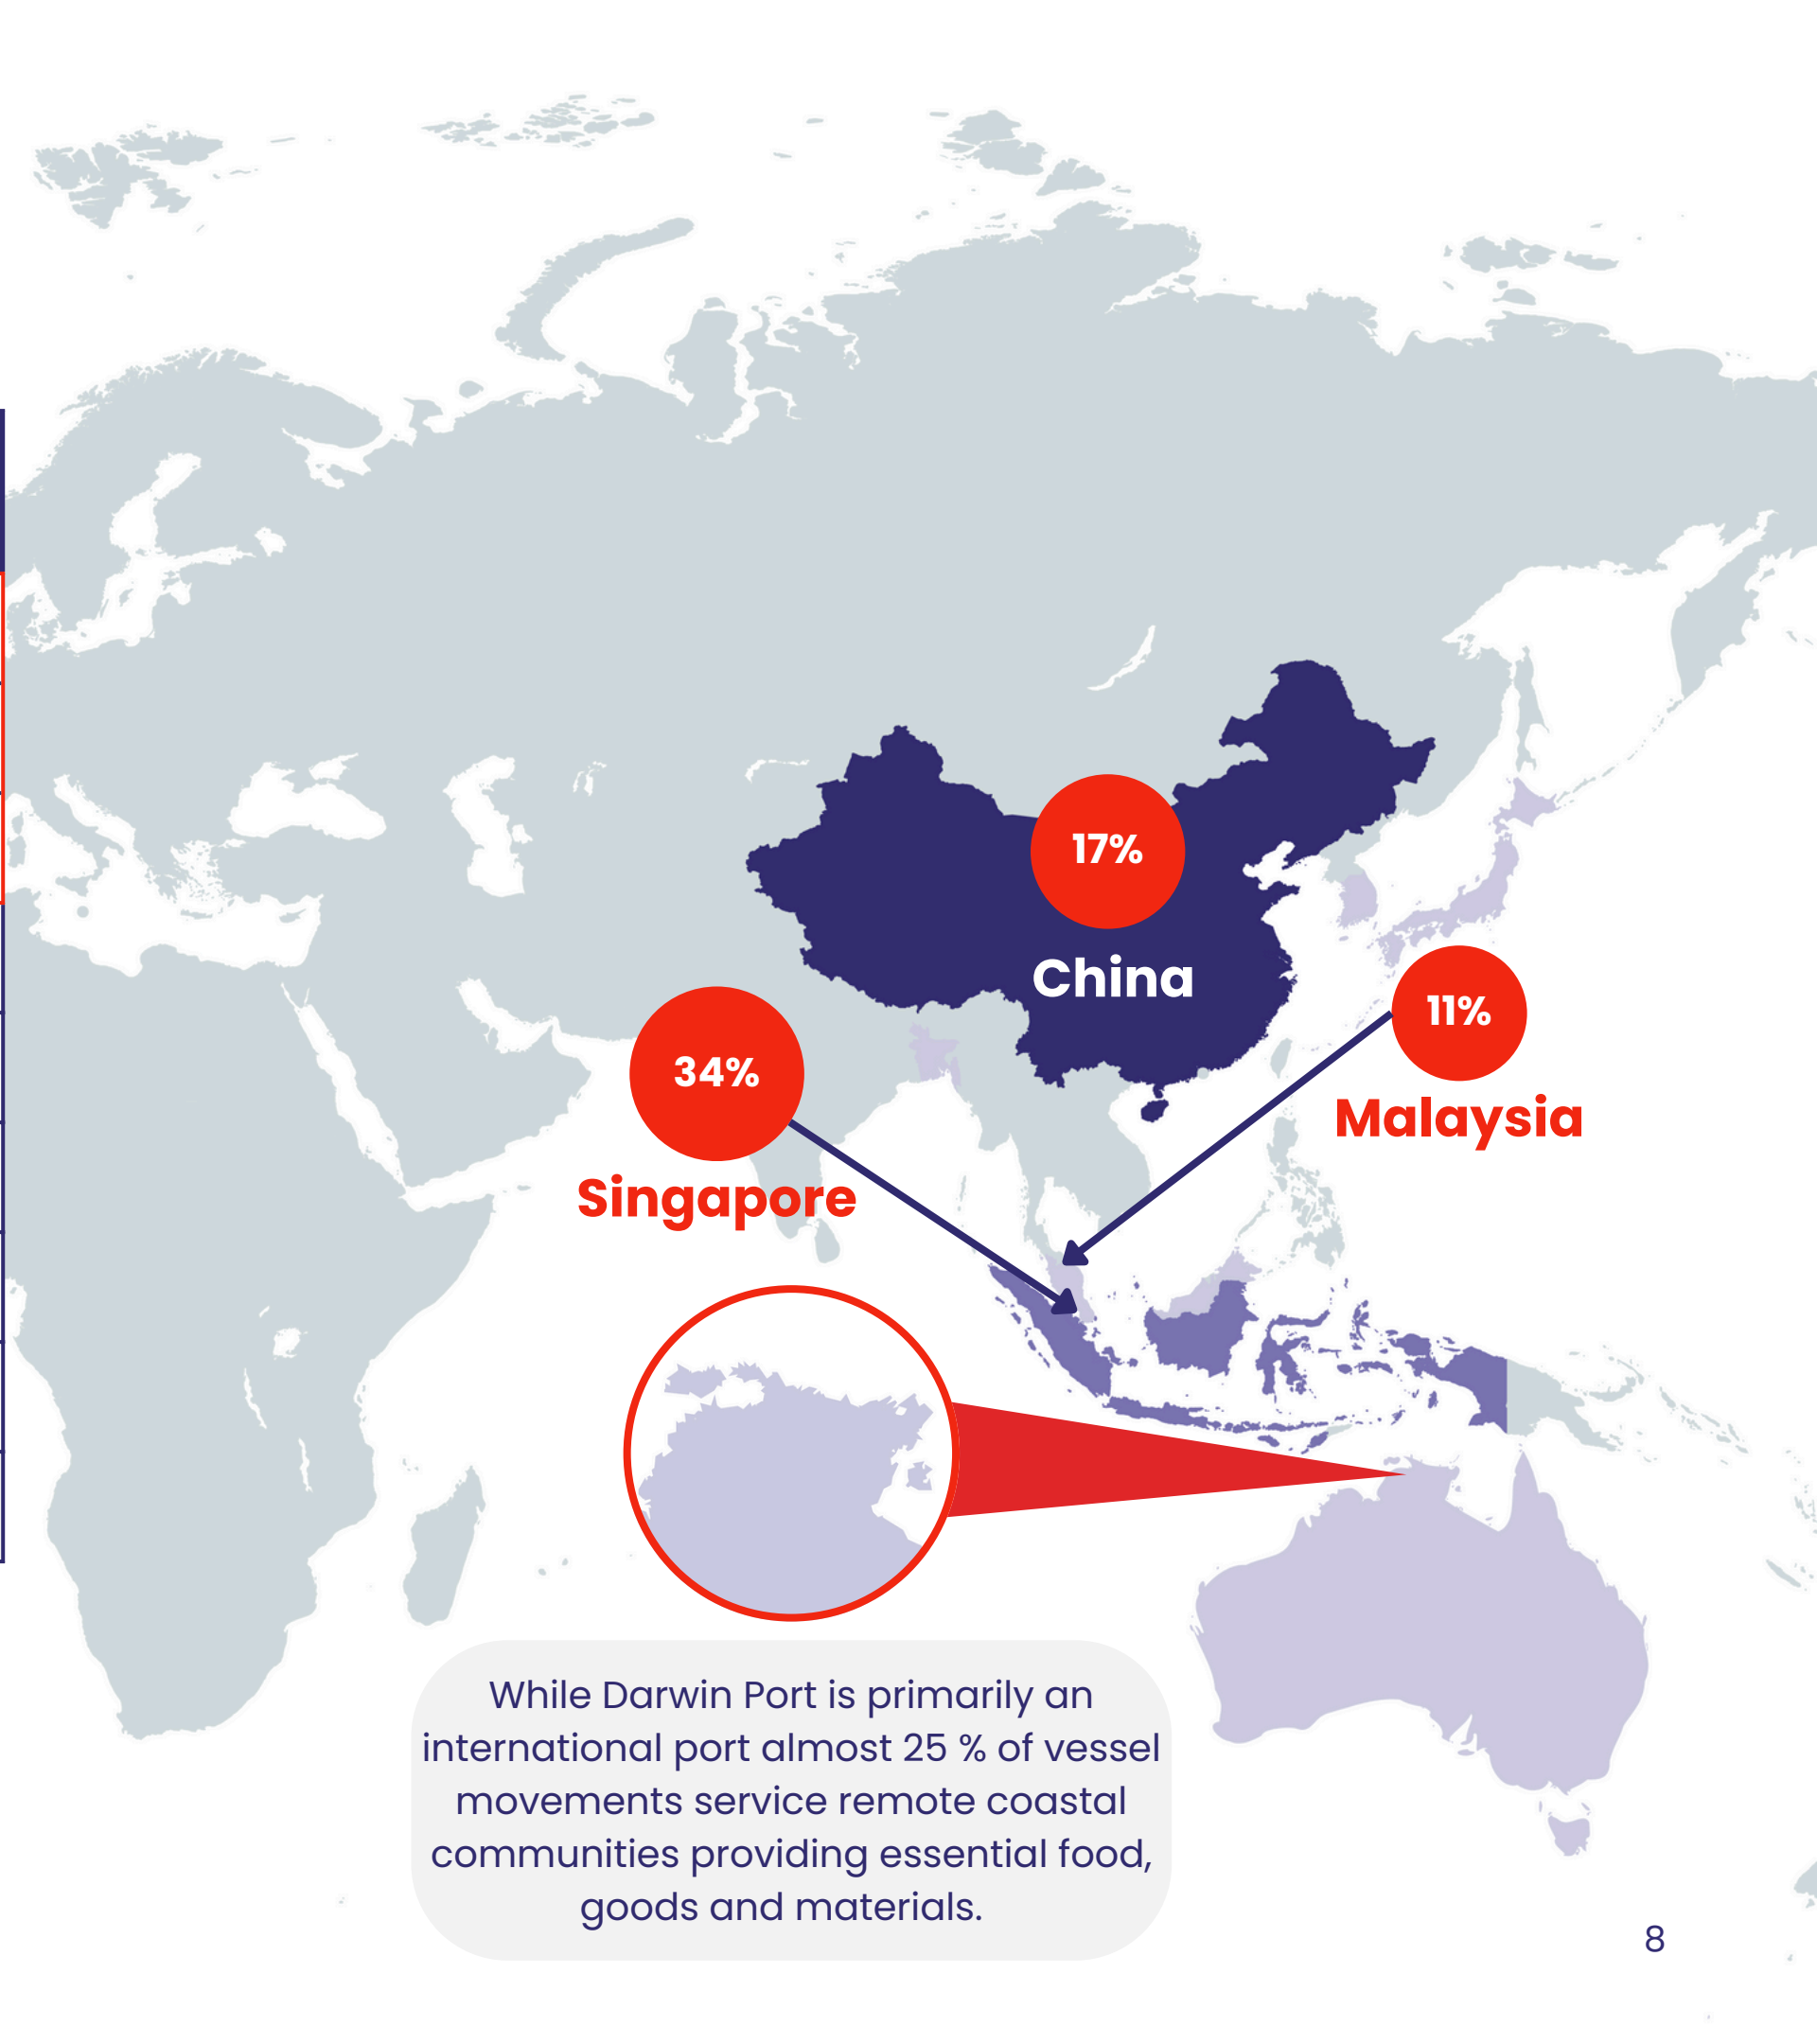 17%
China
11%
Malaysia
34%
Singapore
While Darwin Port is primarily an
international port almost 25 % of vessel
movements service remote coastal
communities providing essential food,
goods and materials.
8